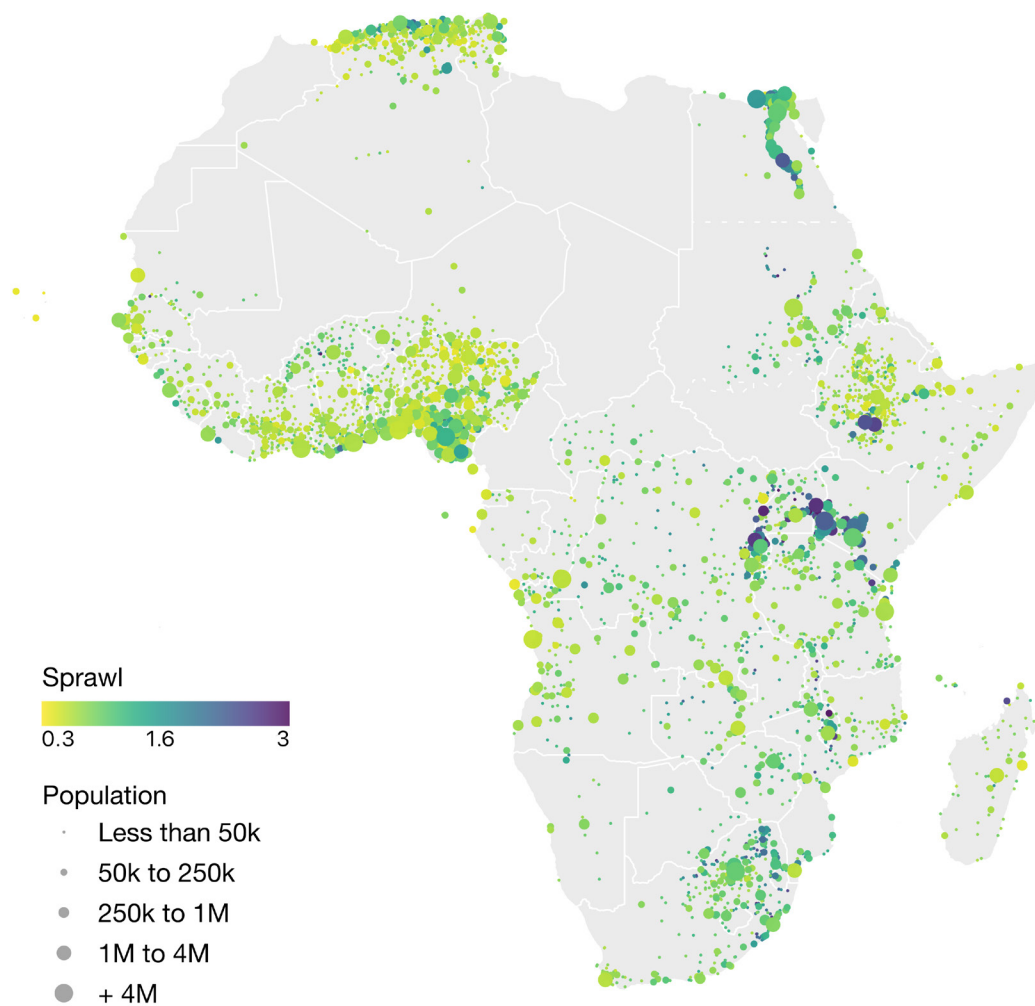 Sprawl
0.3 1.6 3
Population
Less than 50k
50k to 250k
250k to 1M
1M to 4M
+ 4M